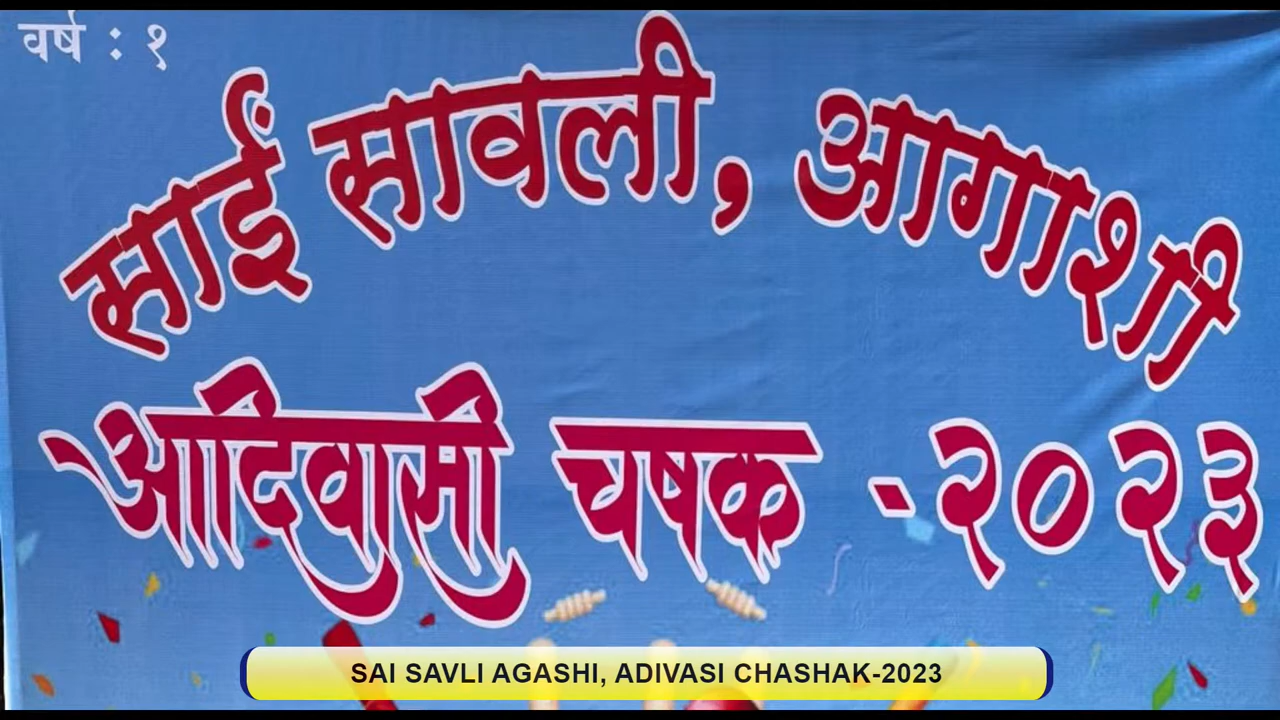 वर्ष : १
साईं सावली, आगाशी
आदिवासी चषक -२०२३
SAI SAVLI AGASHI, ADIVASI CHASHAK-2023